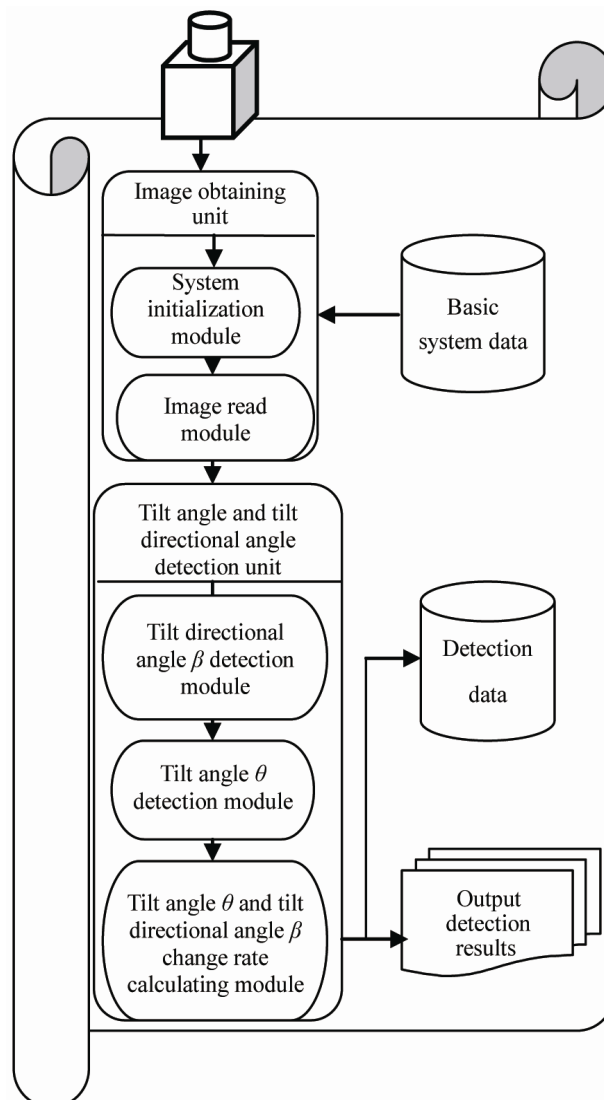 Image obtaining
unit
System
initialization
module
Image read
module
Basic
system data
Tilt angle and tilt
directional angle
detection unit
Tilt directional
angle β detection
module
Tilt angle θ
detection module
Tilt angle θ and tilt
directional angle β
change rate
calculating module
Detection
data
Output
detection
results